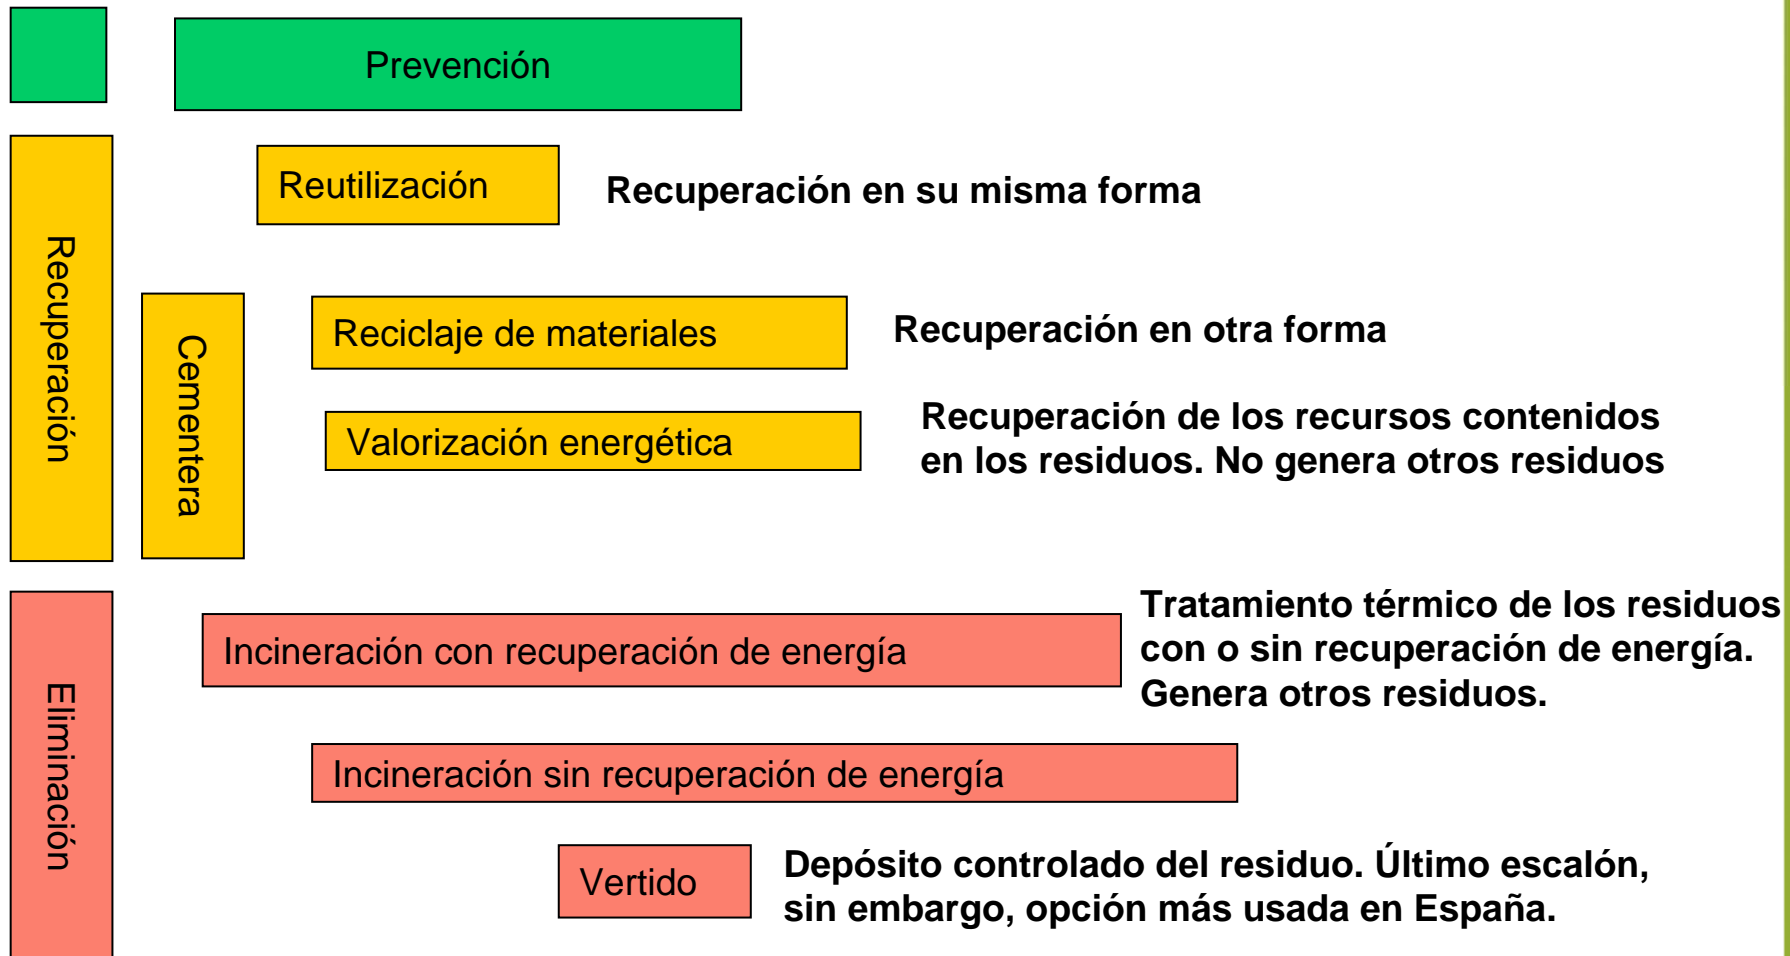 Prevención
Recuperación
Reutilización
Recuperación en su misma forma
Cementera
Reciclaje de materiales
Recuperación en otra forma
Valorización energética
Recuperación de los recursos contenidos
en los residuos. No genera otros residuos
Eliminación
Incineración con recuperación de energía
Tratamiento térmico de los residuos
con o sin recuperación de energía.
Genera otros residuos.
Incineración sin recuperación de energía
Vertido
Depósito controlado del residuo. Último escalón,
sin embargo, opción más usada en España.